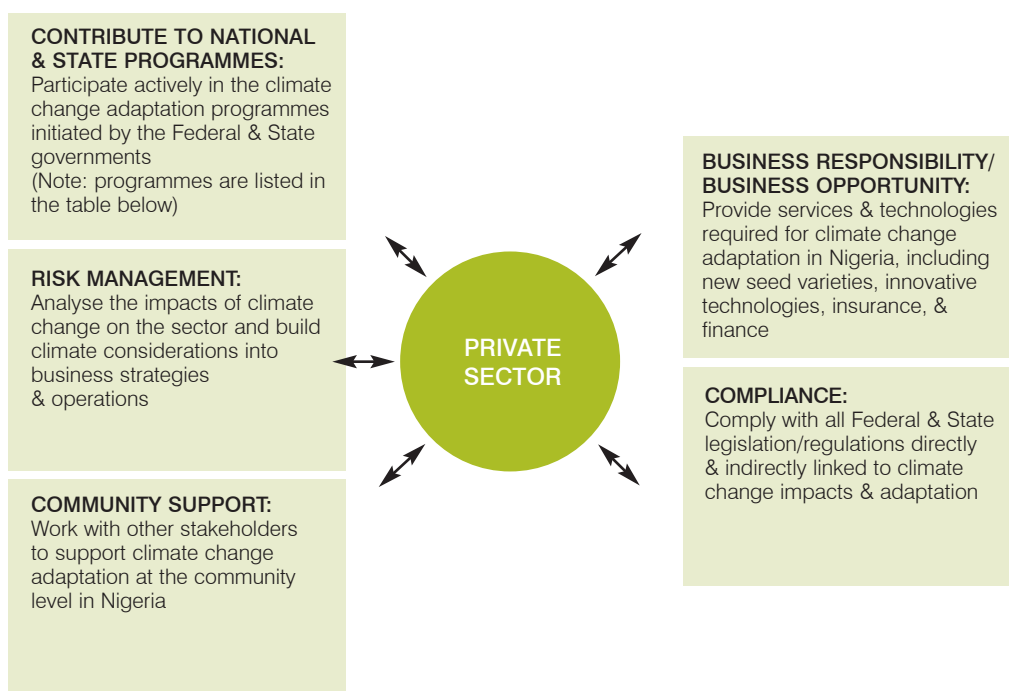 CONTRIBUTE TO NATIONAL
& STATE PROGRAMMES:
Participate actively in the climate
change adaptation programmes
initiated by the Federal & State
governments
(Note: programmes are listed in
the table below)
RISK MANAGEMENT:
Analyse the impacts of climate
change on the sector and build
climate considerations into
business strategies
& operations
COMMUNITY SUPPORT:
Work with other stakeholders
to support climate change
adaptation at the community
level in Nigeria
PRIVATE
SECTOR
BUSINESS RESPONSIBILITY/
BUSINESS OPPORTUNITY:
Provide services & technologies
required for climate change
adaptation in Nigeria, including
new seed varieties, innovative
technologies, insurance, &
finance
COMPLIANCE:
Comply with all Federal & State
legislation/regulations directly
& indirectly linked to climate
change impacts & adaptation